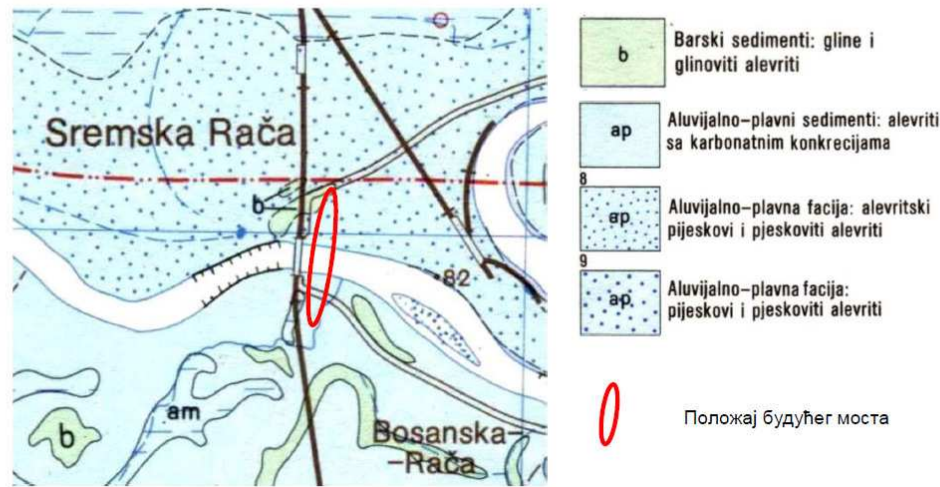 Sremska Rača
b
82
am
b
Bosanska-
-Rača
b
Barski sedimenti: gline i
glinoviti alevriti
ap
Aluvijalno-plavni sedimenti: alevriti
sa karbonatnim konkrecijama
8
ap
Aluvijalno-plavna facija: alevritski
pijeskovi i pjeskoviti alevriti
9
ap
Aluvijalno-plavna facija:
pijeskovi i pjeskoviti alevriti
Положај будућег моста